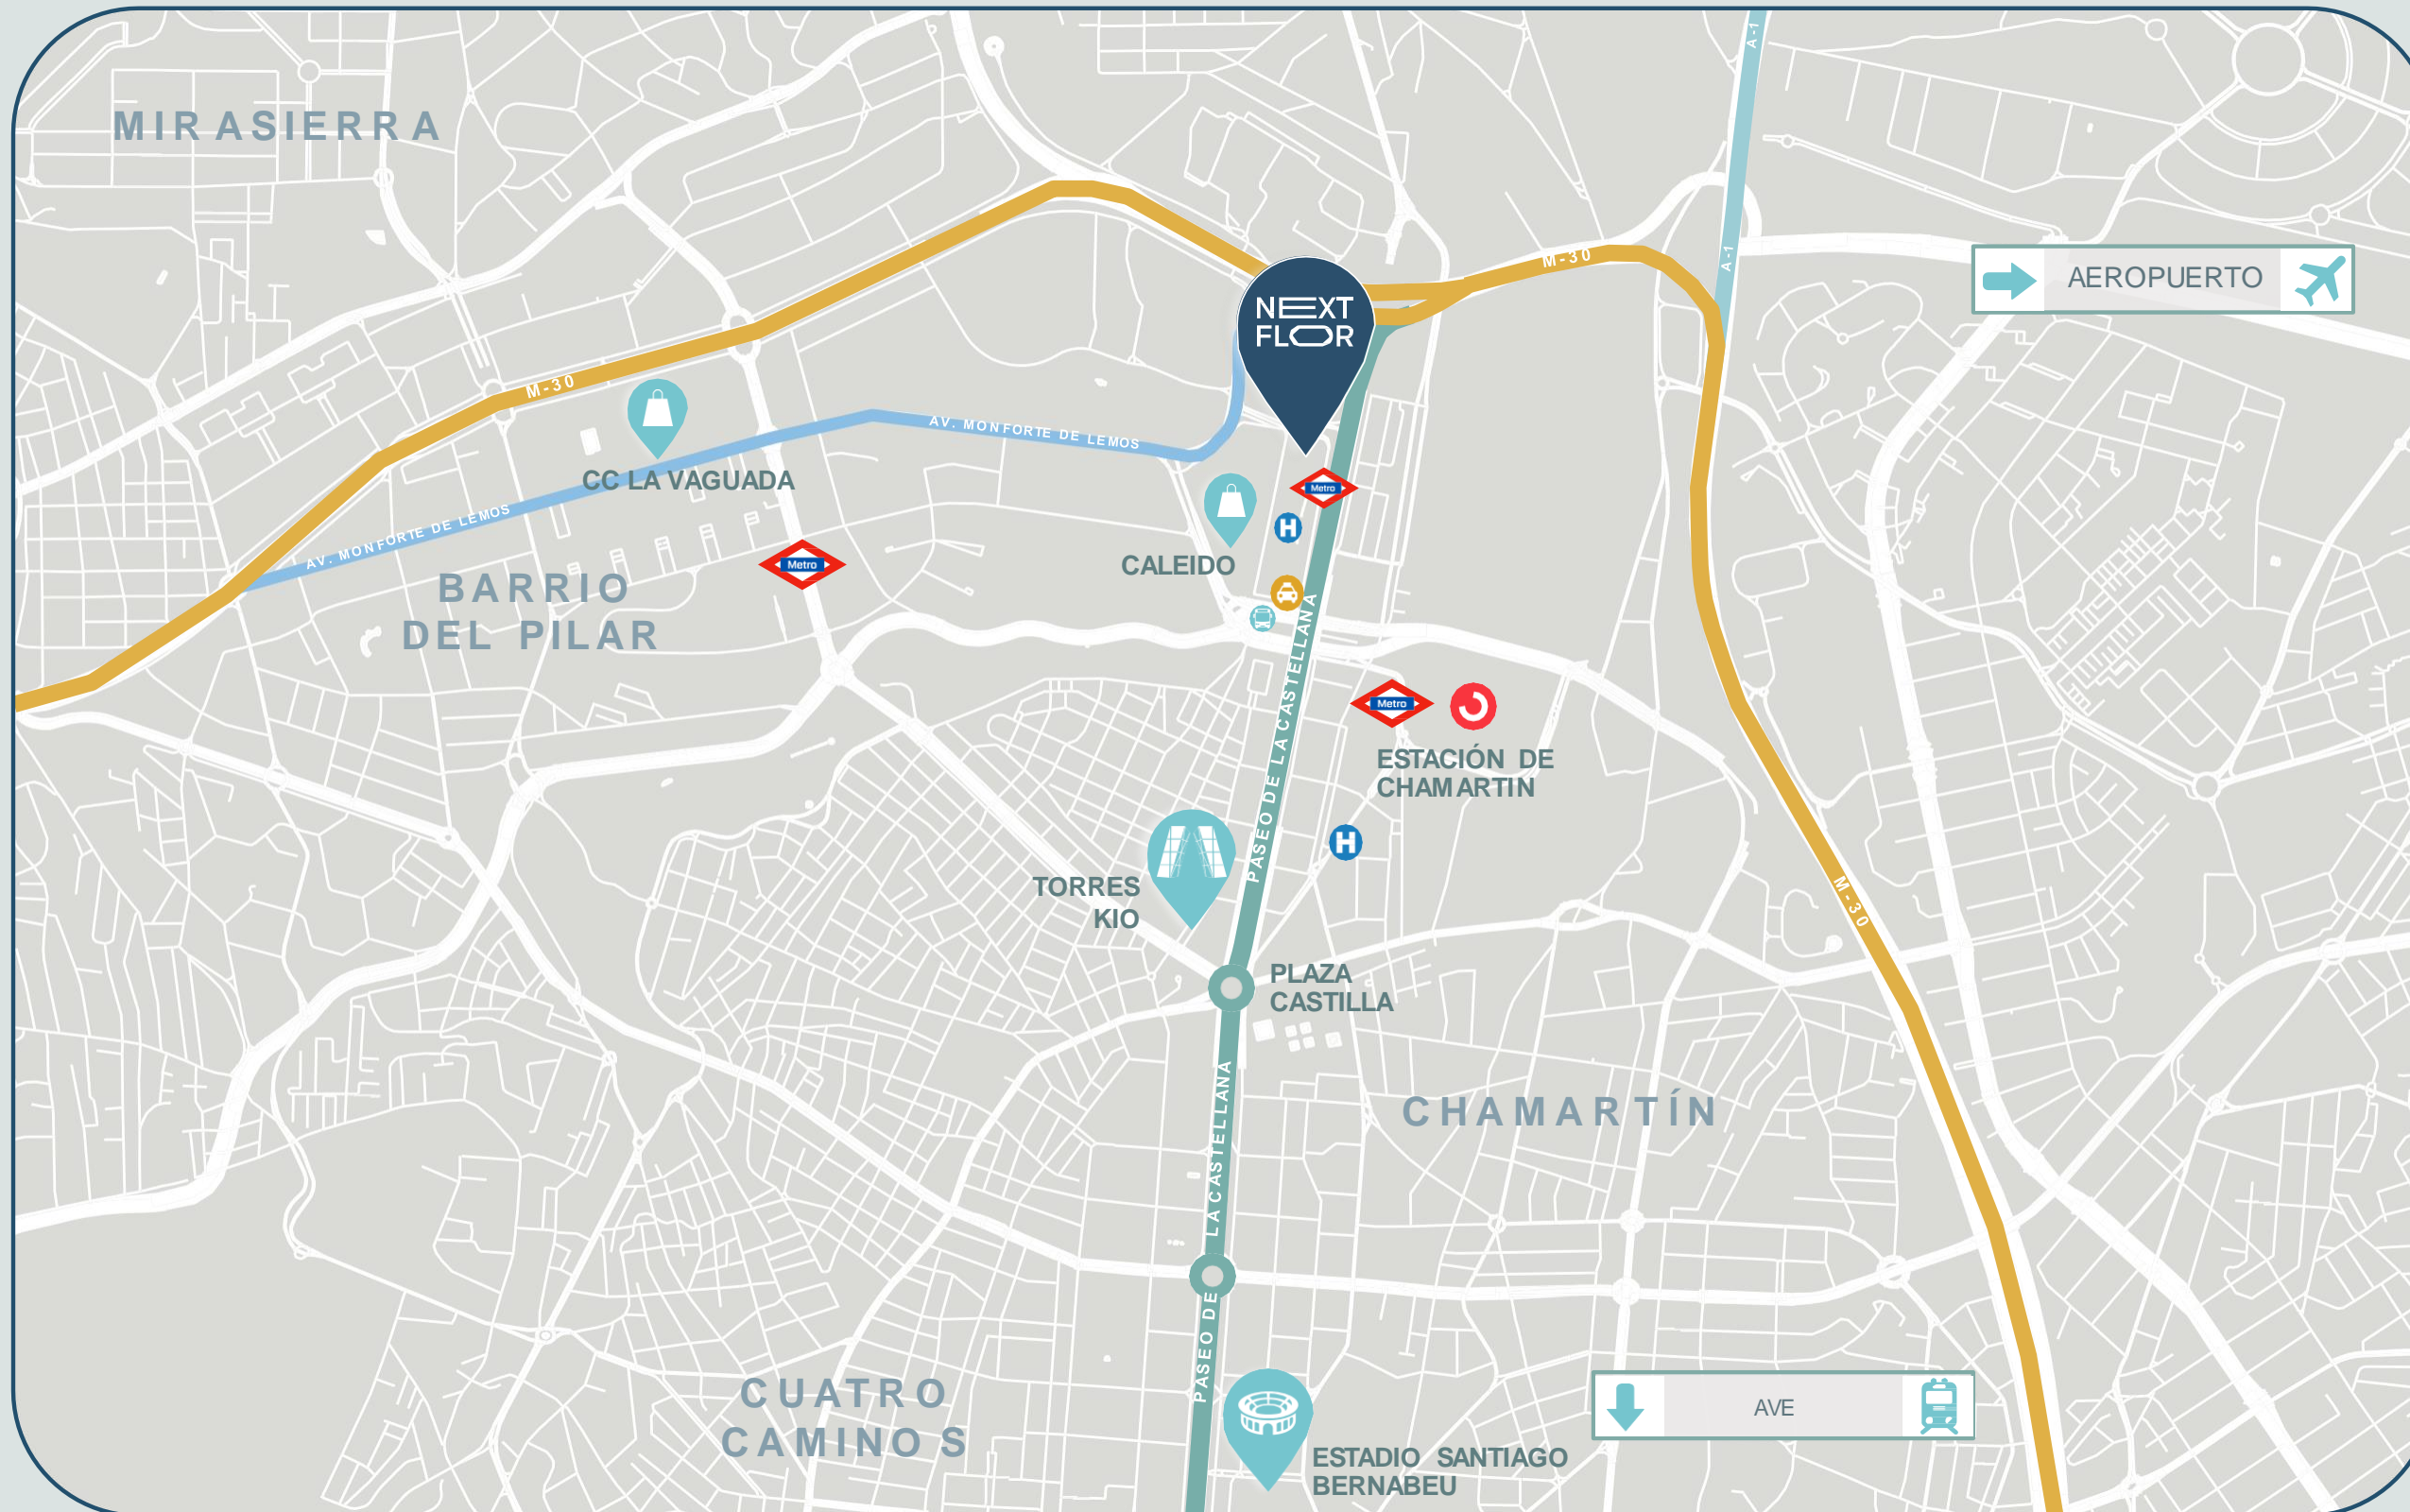 A-1
MIRASIERRA
A-1
M-30
AEROPUERTO
NEXT
FLOOR
M-30
AV. MONFORTE DE LEMOS
CC LA VAGUADA
Metro
H
AV. MONFORTE DE LEMOS
CALEIDO
Metro
BARRIO
DEL PILAR
PASEO DE LA CASTELLANA
Metro
ESTACIÓN DE
CHAMARTIN
H
TORRES
KIO
M-30
PLAZA
CASTILLA
CHAMARTÍN
LA CASTELLANA
PASEO DE
CUATRO
CAMINOS
AVE
ESTADIO SANTIAGO
BERNABEU